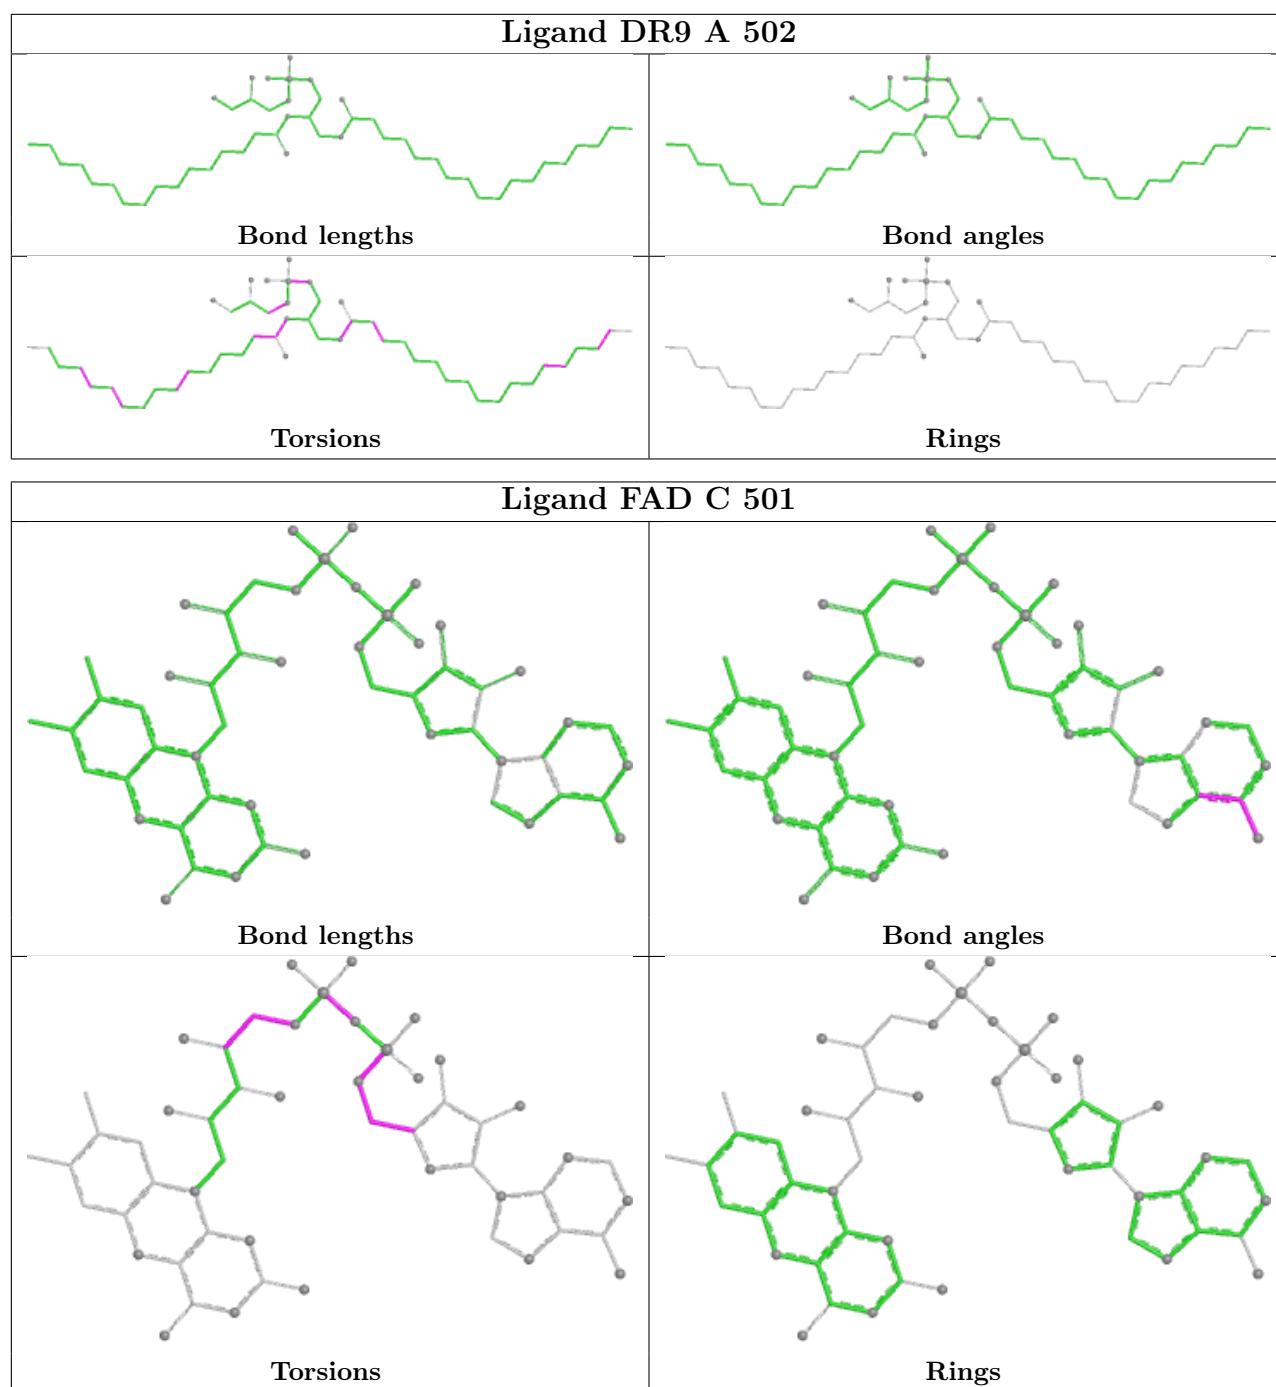 Ligand DR9 A 502
Bond lengths
Bond angles
Torsions
Rings
Ligand FAD C 501
Bond lengths
Bond angles
Torsions
Rings